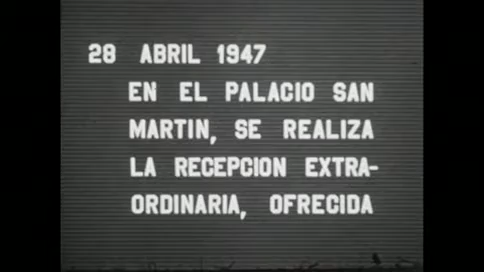 28 ABRIL 1947
EN EL PALACIO SAN
MARTIN, SE REALIZA
LA RECEPCION EXTRA-
ORDINARIA, OFRECIDA